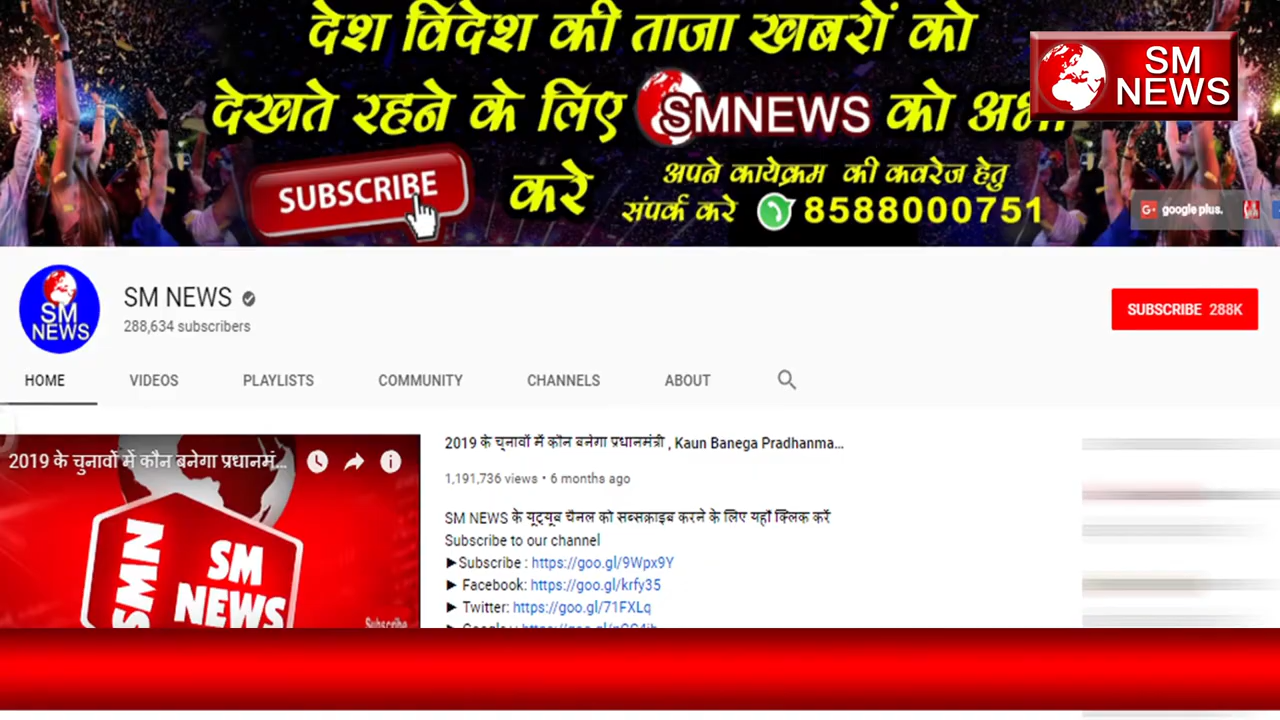 देश विदेश की ताजा खबरों को
SM
NEWS
देखते रहने के लिए SMNEWS को अभी
SUBSCRIBE करे
अपने कार्यक्रम की कवरेज हेतु
संपर्क करे 8588000751
G+ google plus.
SM
NEWS
SM NEWS
288,634 subscribers
SUBSCRIBE 288K
HOME VIDEOS PLAYLISTS COMMUNITY CHANNELS ABOUT
2019 के चुनावों में कौन बनेगा प्रधानमं...
SMN
SM
NEWS
Subscribe
2019 के चुनावों में कौन बनेगा प्रधानमंत्री , Kaun Banega Pradhanma...
1,191,736 views • 6 months ago
SM NEWS के यूट्यूब चैनल को सब्सक्राइब करने के लिए यहाँ क्लिक करें
Subscribe to our channel
►Subscribe : https://goo.gl/9Wpx9Y
► Facebook: https://goo.gl/krfy35
► Twitter: https://goo.gl/71FXLq